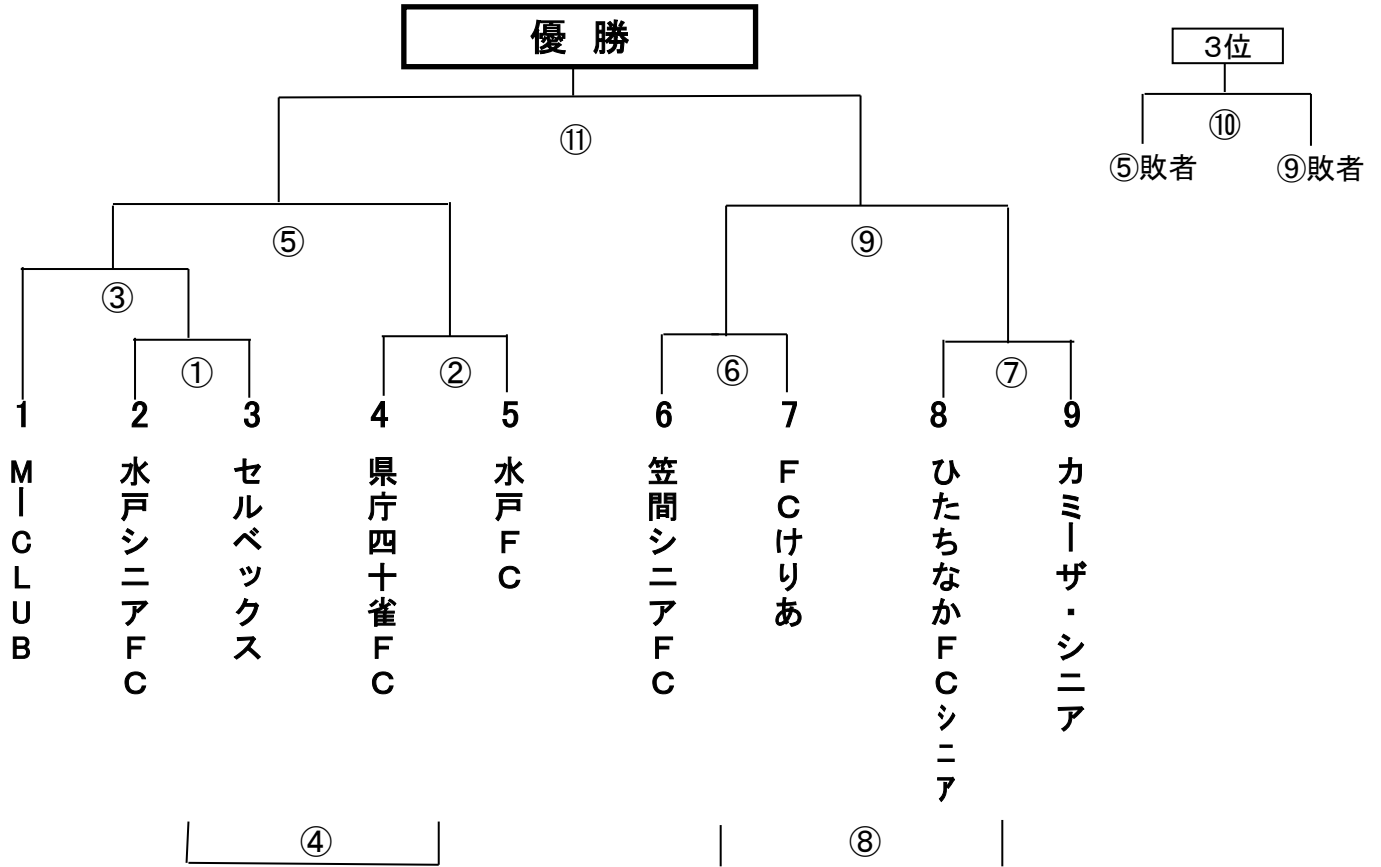 優 勝
3位
⑪
⑩
⑤敗者
⑨敗者
⑤
⑨
③
①
②
⑥
⑦
1
2
3
4
5
6
7
8
9
MーCLUB
水戸シニアFC
セルベックス
県庁四十雀FC
水戸FC
笠間シニアFC
FCけりあ
ひたちなかFCシニア
カミーザ・シニア
④
⑧